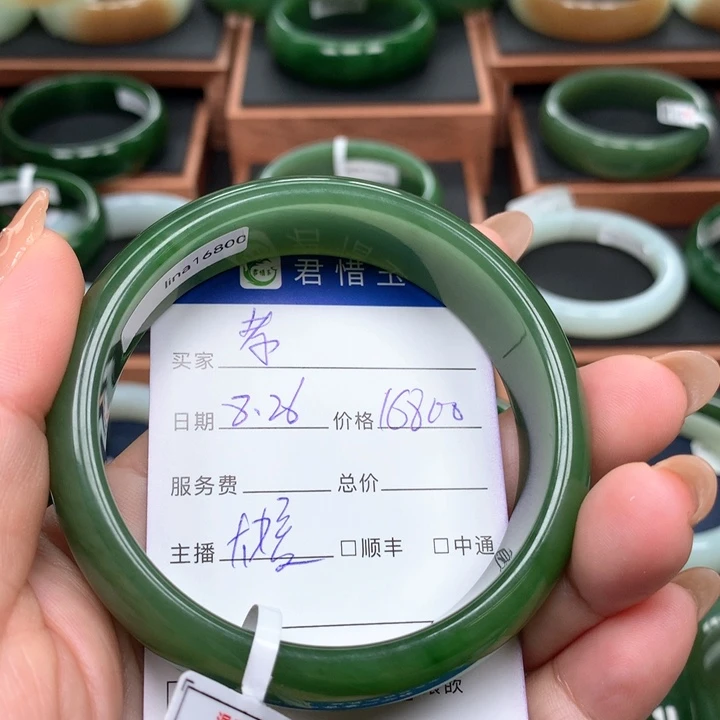 lina16800
君惜玉
买家
日期 8.26 价格 16800
服务费 总价
主播 □顺丰 □中通